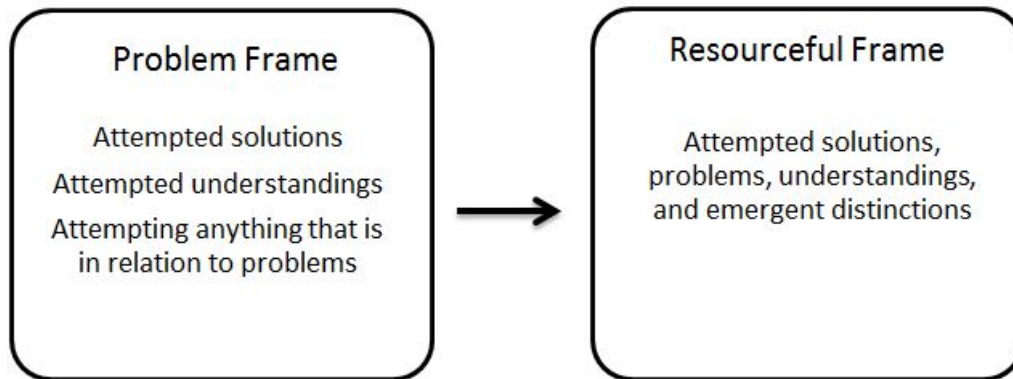 Problem Frame
Attempted solutions
Attempted understandings
Attempting anything that is
in relation to problems
Resourceful Frame
Attempted solutions,
problems, understandings,
and emergent distinctions